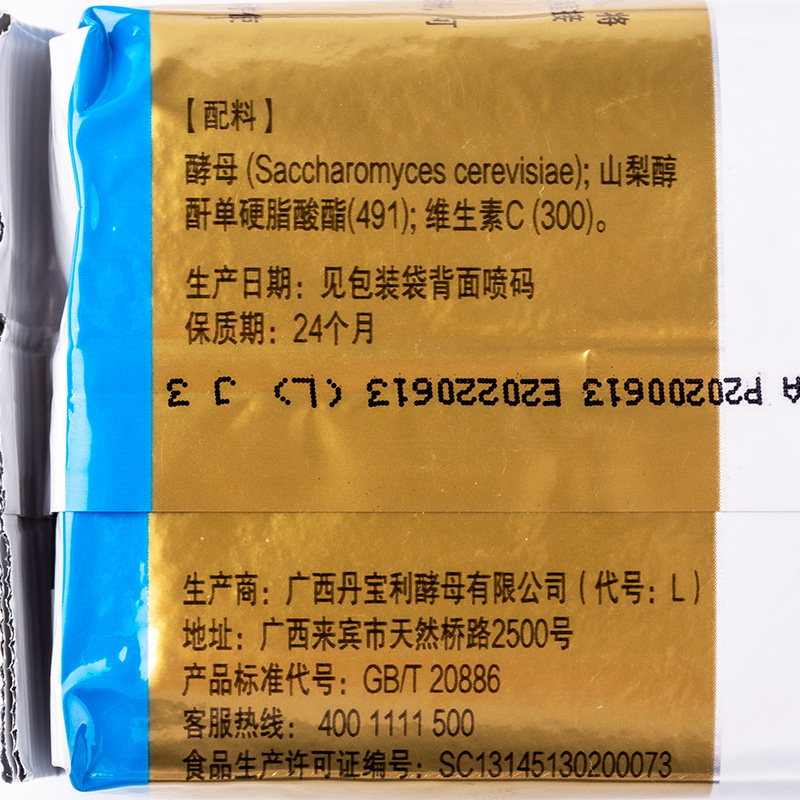 【配料】
酵母 (Saccharomyces cerevisiae); 山梨醇
酐单硬脂酸酯(491); 维生素C (300)。
生产日期：见包装袋背面喷码
保质期：24个月
A P20200613 E20220613 (L) J 3
生产商：广西丹宝利酵母有限公司（代号：L）
地址：广西来宾市天然桥路2500号
产品标准代号：GB/T 20886
客服热线： 400 1111 500
食品生产许可证编号：SC13145130200073